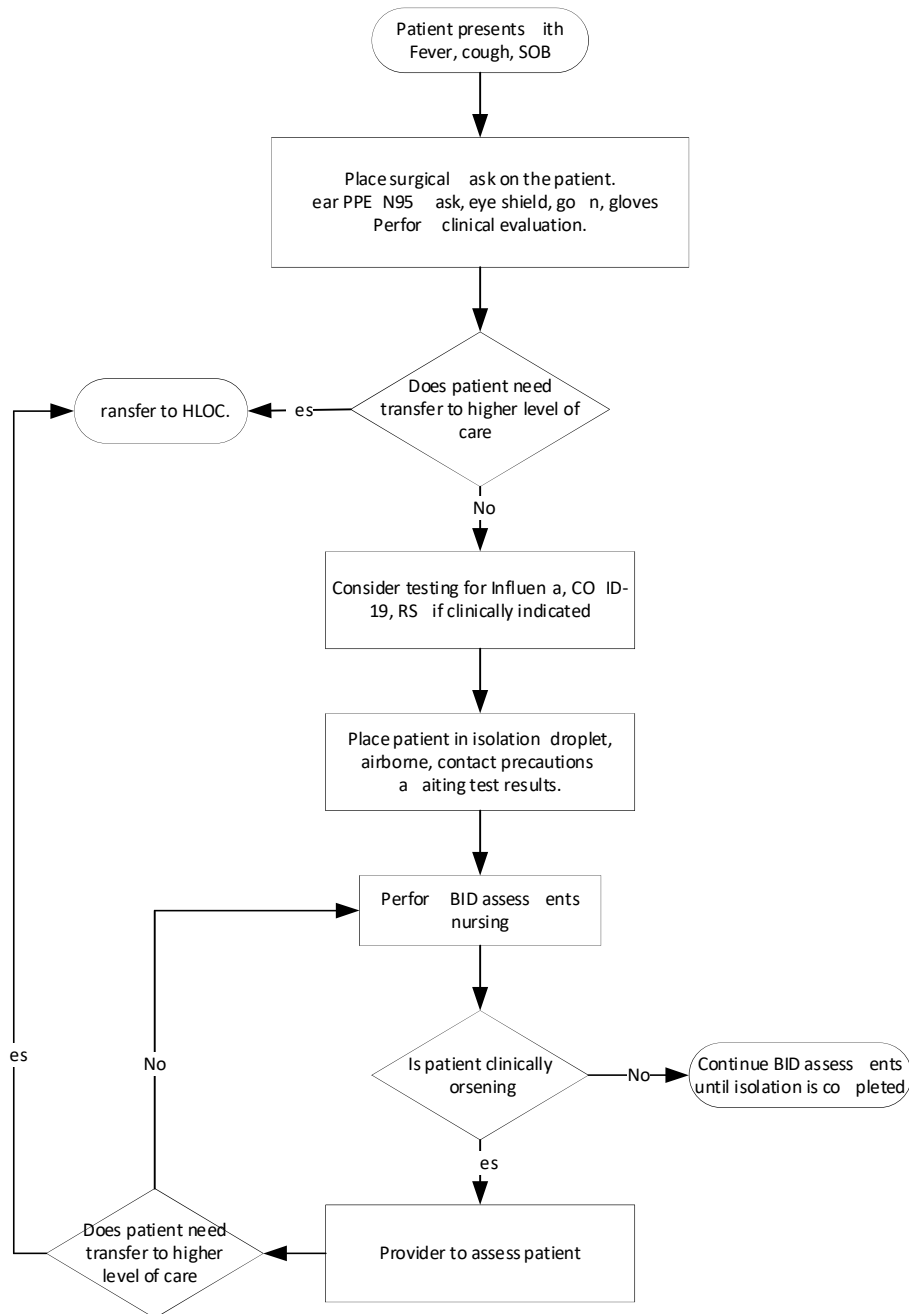 Patient presents ith
Fever, cough, SOB
Place surgical ask on the patient.
ear PPE N95 ask, eye shield, go n, gloves
Perfor clinical evaluation.
Does patient need
transfer to higher level of
care
ransfer to HLOC.
es
No
Consider testing for Influen a, CO ID-
19, RS if clinically indicated
Place patient in isolation droplet,
airborne, contact precautions
a aiting test results.
Perfor BID assess ents
nursing
Is patient clinically
orsening
No
Continue BID assess ents
until isolation is co pleted
es
Provider to assess patient
Does patient need
transfer to higher
level of care
No
es